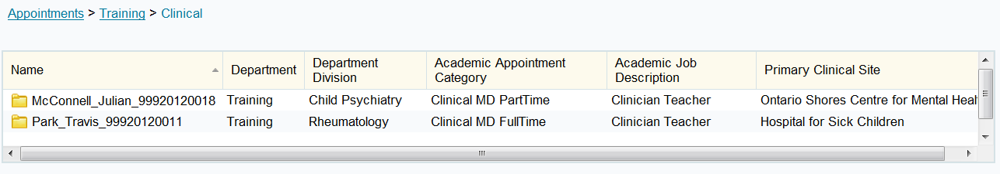 Appointments > Training > Clinical
Name Department Department Division Academic Appointment Category Academic Job Description Primary Clinical Site
McConnell_Julian_99920120018 Training Child Psychiatry Clinical MD PartTime Clinician Teacher Ontario Shores Centre for Mental
Park_Travis_99920120011 Training Rheumatology Clinical MD FullTime Clinician Teacher Hospital for Sick Children